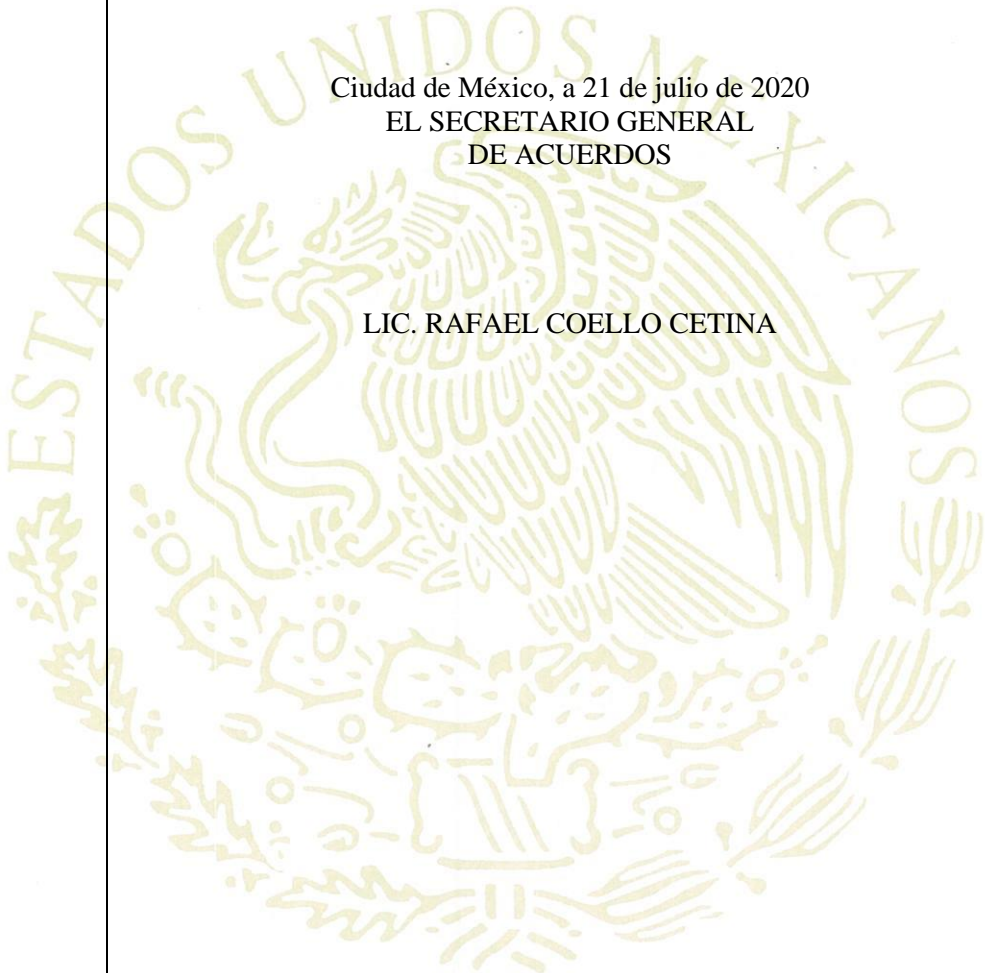 ESTADOS UNIDOS MEXICANOS
Ciudad de México, a 21 de julio de 2020
EL SECRETARIO GENERAL
DE ACUERDOS
LIC. RAFAEL COELLO CETINA